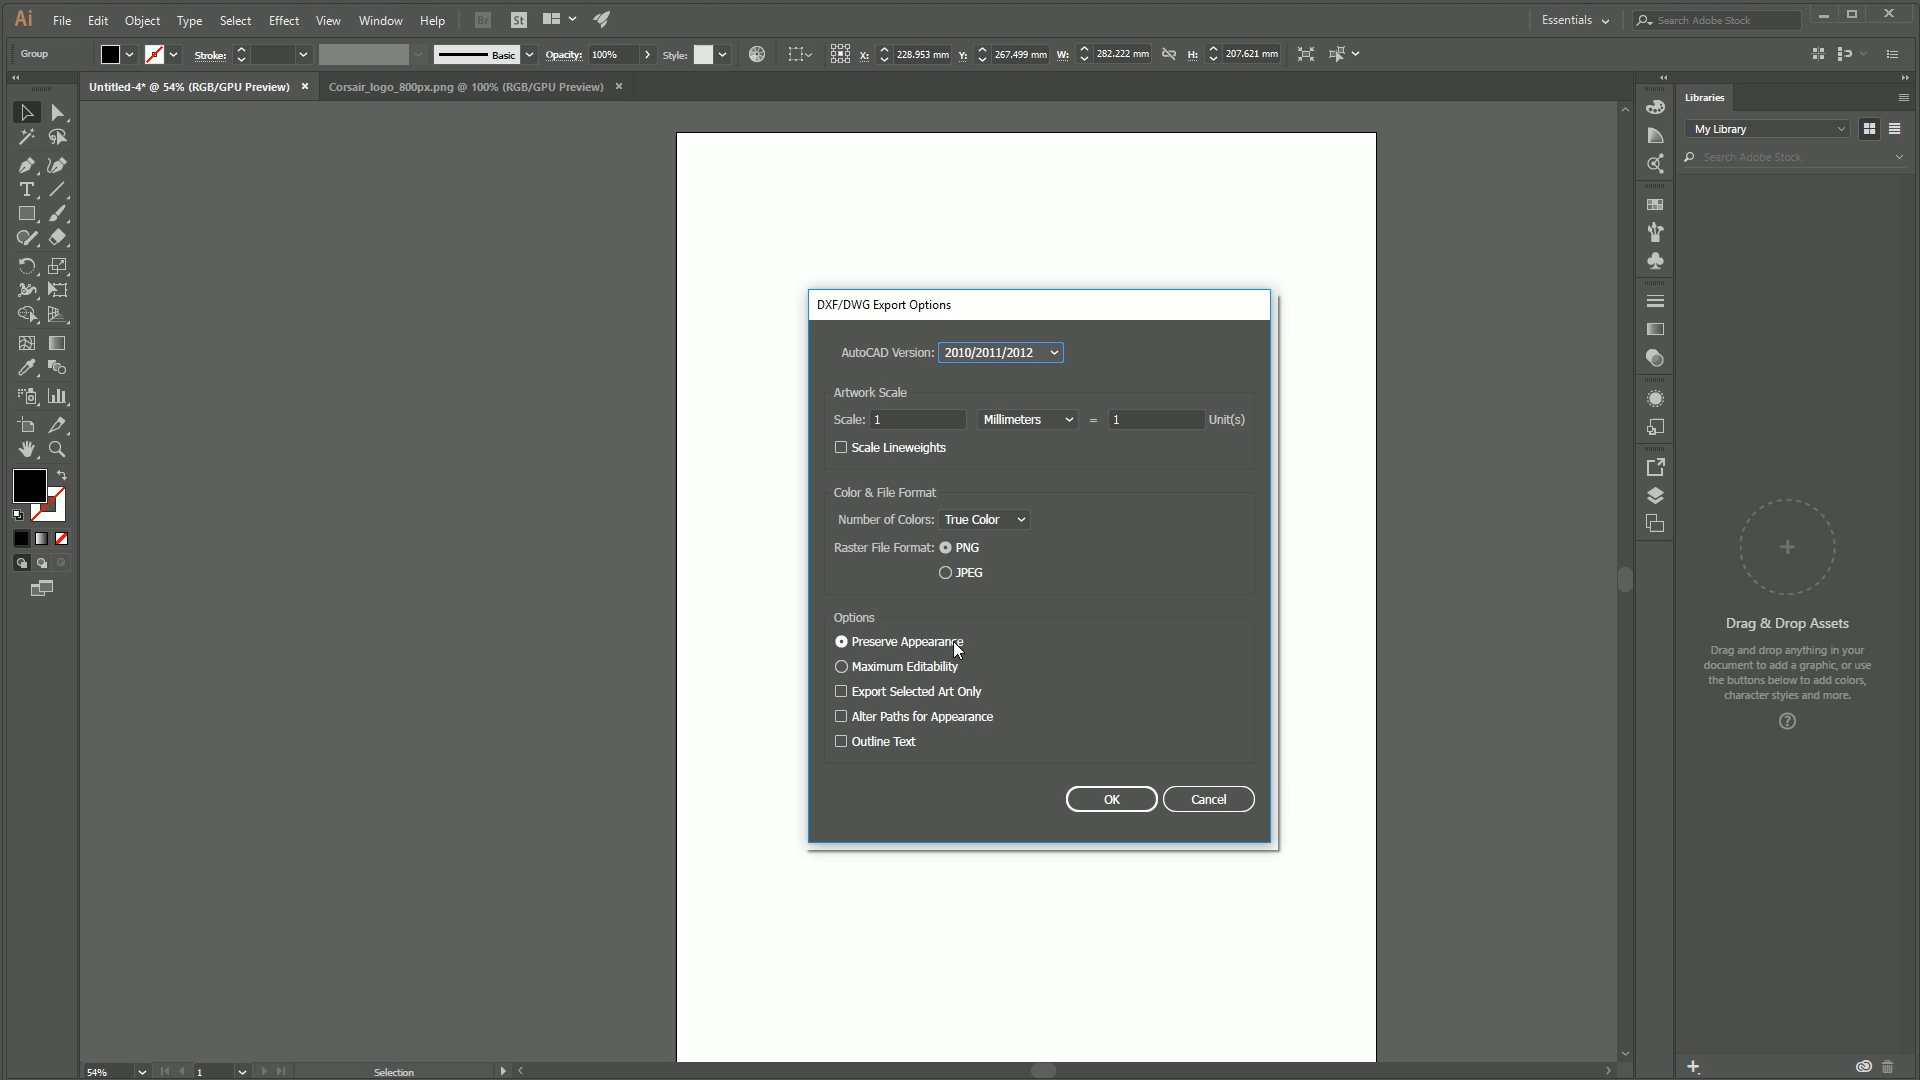 Ai File Edit Object Type Select Effect View Window Help Br St Essentials Search Adobe Stock
Group Stroke: Basic Opacity: 100% Style: X: 228.953 mm Y: 267.499 mm W: 282.222 mm H: 207.621 mm
Untitled-4* @ 54% (RGB/GPU Preview) × Corsair_logo_800px.png @ 100% (RGB/GPU Preview) ×
Libraries
My Library
Search Adobe Stock
DXF/DWG Export Options
AutoCAD Version: 2010/2011/2012
Artwork Scale
Scale: 1 Millimeters = 1 Unit(s)
Scale Lineweights
Color & File Format
Number of Colors: True Color
Raster File Format: PNG
JPEG
Options
Preserve Appearance
Maximum Editability
Export Selected Art Only
Alter Paths for Appearance
Outline Text
OK Cancel
Drag & Drop Assets
Drag and drop anything in your
document to add a graphic, or use
the buttons below to add colors,
character styles and more.
54% 1 Selection